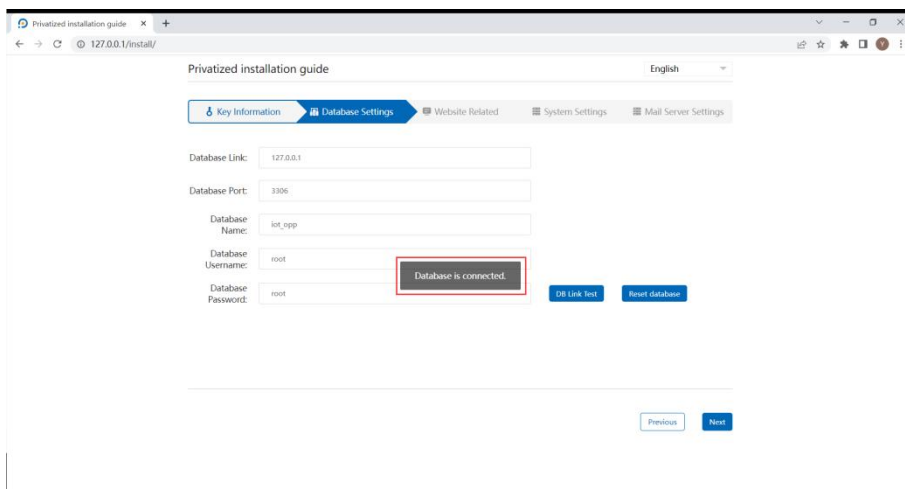 Privatized installation guide
127.0.0.1/install/
Y
Privatized installation guide
English
Key Information
Database Settings
Website Related
System Settings
Mail Server Settings
Database Link:
127.0.0.1
Database Port:
3306
Database
Name:
iot_opp
Database
Username:
root
Database is connected.
Database
Password:
root
DB Link Test
Reset database
Previous
Next